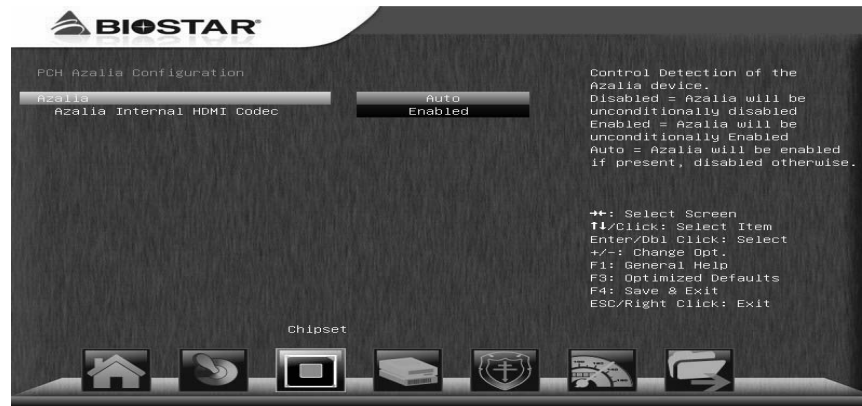 BIOSTAR®
PCH Azalia Configuration
Azalia Auto
Azalia Internal HDMI Codec Enabled
Control Detection of the
Azalia device.
Disabled = Azalia will be
unconditionally disabled
Enabled = Azalia will be
unconditionally Enabled
Auto = Azalia will be enabled
if present, disabled otherwise.
→←: Select Screen
↑↓/Click: Select Item
Enter/Dbl Click: Select
+/-: Change Opt.
F1: General Help
F3: Optimized Defaults
F4: Save & Exit
ESC/Right Click: Exit
Chipset